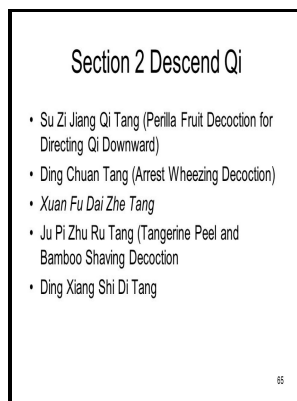 Section 2 Descend Qi
• Su Zi Jiang Qi Tang (Perilla Fruit Decoction for
Directing Qi Downward)
• Ding Chuan Tang (Arrest Wheezing Decoction)
• Xuan Fu Dai Zhe Tang
• Ju Pi Zhu Ru Tang (Tangerine Peel and
Bamboo Shaving Decoction
• Ding Xiang Shi Di Tang
65